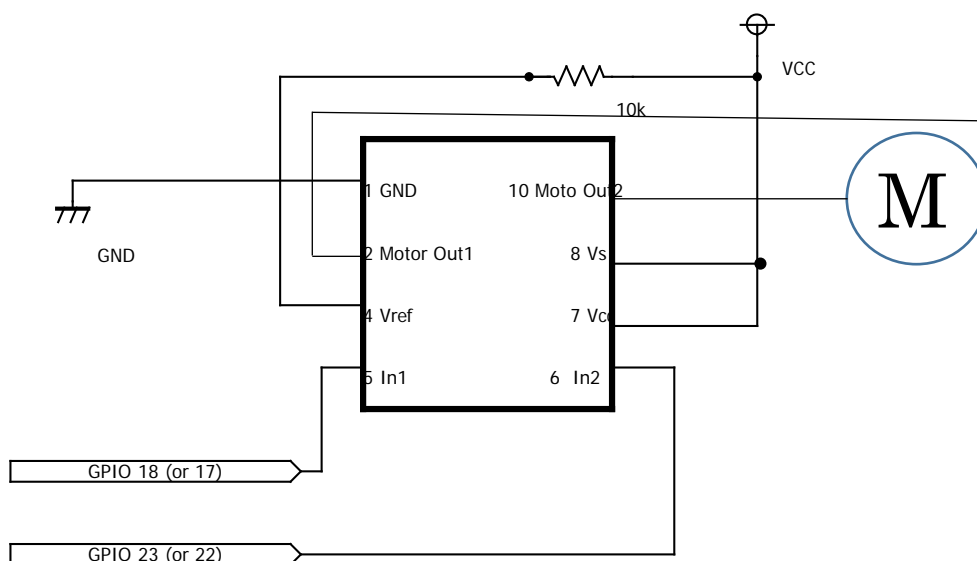 VCC
10k
M
1 GND
10 Moto Out2
GND
2 Motor Out1
8 Vs
4 Vref
7 Vcc
5 In1
6 In2
GPIO 18 (or 17)
GPIO 23 (or 22)